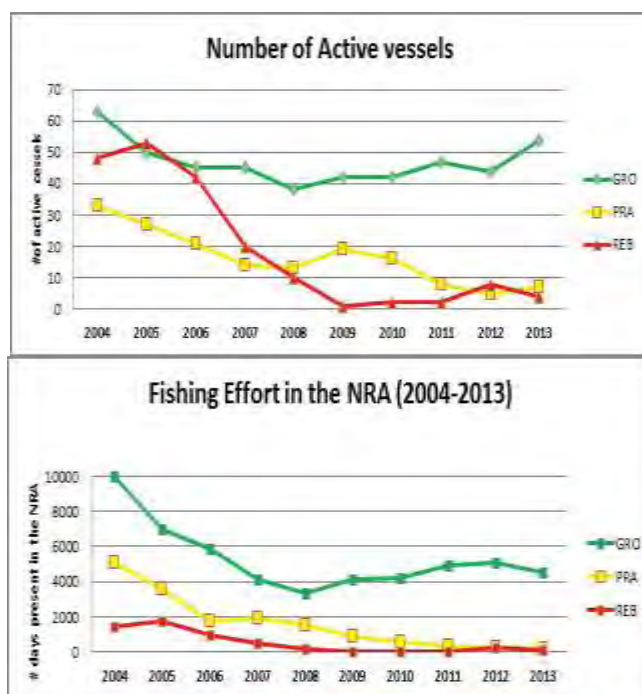 Number of Active vessels
70
60
50
40
30
20
10
0
#of active vessels
2004 2005 2006 2007 2008 2009 2010 2011 2012 2013
GRO
PRA
REB
Fishing Effort in the NRA (2004-2013)
10000
8000
6000
4000
2000
0
# days present in the NRA
2004 2005 2006 2007 2008 2009 2010 2011 2012 2013
GRO
PRA
REB